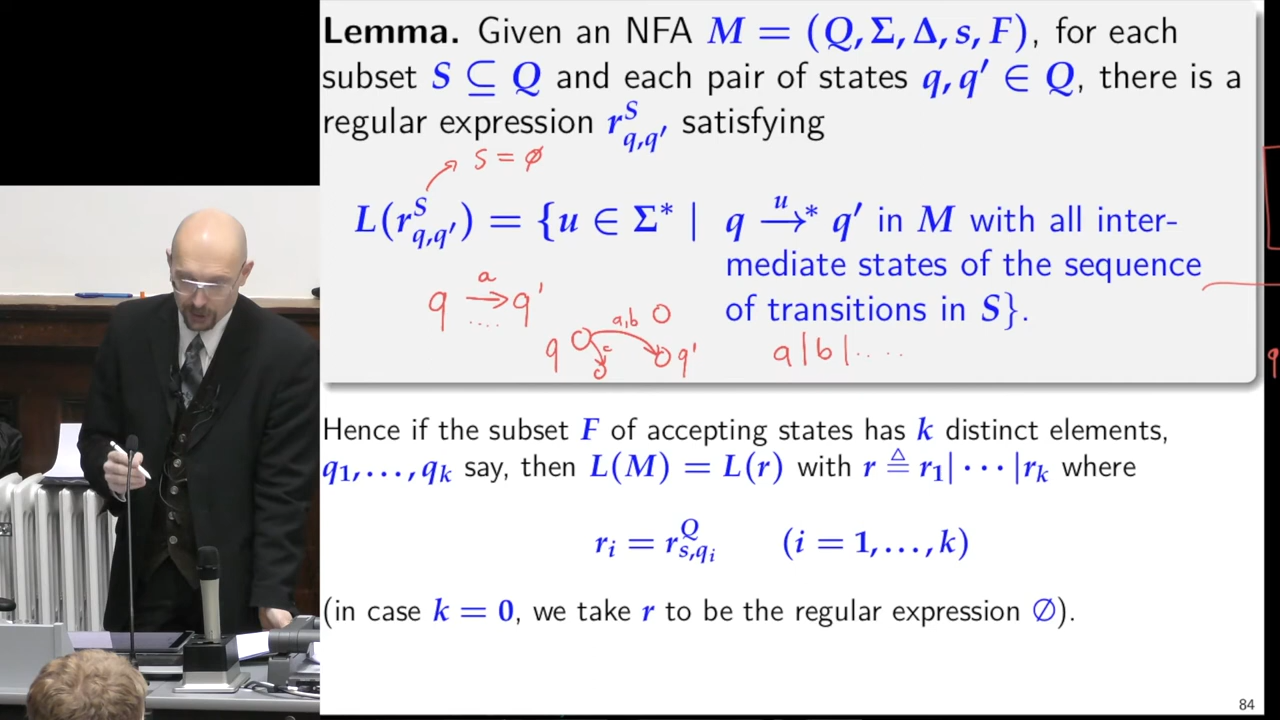 Lemma. Given an NFA M = (Q, Σ, Δ, s, F), for each
subset S ⊆ Q and each pair of states q, q′ ∈ Q, there is a
regular expression r^S_{q,q′} satisfying
S = ∅
L(r^S_{q,q′}) = {u ∈ Σ* | q →^u * q′ in M with all inter-
mediate states of the sequence
of transitions in S}.
q →^a q′
....
a,b
q c q′
a|b|....
Hence if the subset F of accepting states has k distinct elements,
q₁, . . . , qₖ say, then L(M) = L(r) with r ≜ r₁| · · · |rₖ where
rᵢ = r^Q_{s,qᵢ} (i = 1, . . . , k)
(in case k = 0, we take r to be the regular expression ∅).
84